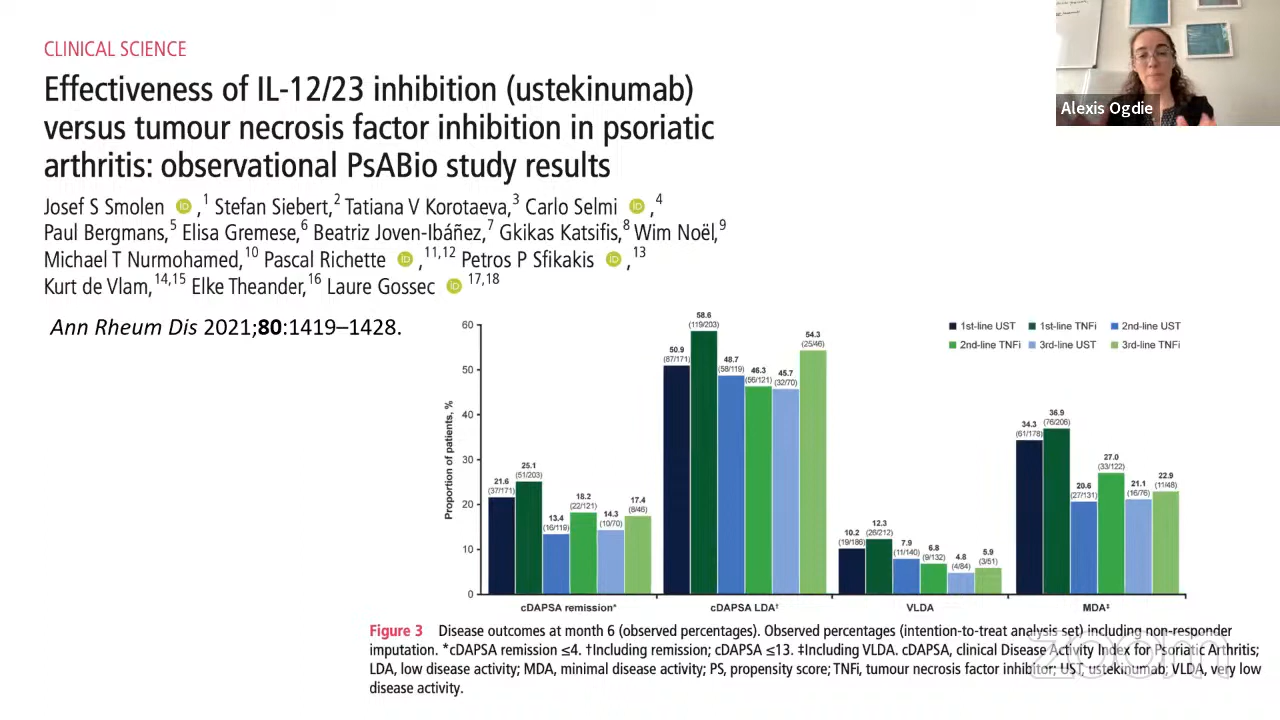 CLINICAL SCIENCE
Effectiveness of IL-12/23 inhibition (ustekinumab)
versus tumour necrosis factor inhibition in psoriatic
arthritis: observational PsABio study results
Josef S Smolen iD ,1 Stefan Siebert,2 Tatiana V Korotaeva,3 Carlo Selmi iD ,4
Paul Bergmans,5 Elisa Gremese,6 Beatriz Joven-Ibáñez,7 Gkikas Katsifis,8 Wim Noël,9
Michael T Nurmohamed,10 Pascal Richette iD ,11,12 Petros P Sfikakis iD ,13
Kurt de Vlam,14,15 Elke Theander,16 Laure Gossec iD 17,18
Ann Rheum Dis 2021;80:1419–1428.
Alexis Ogdie
1st-line UST 1st-line TNFi 2nd-line UST
2nd-line TNFi 3rd-line UST 3rd-line TNFi
Proportion of patients, %
60
50
40
30
20
10
0
21.6
(37/171)
25.1
(51/203)
13.4
(16/119)
18.2
(22/121)
14.3
(10/70)
17.4
(8/46)
50.9
(87/171)
58.6
(119/203)
48.7
(58/119)
46.3
(56/121)
45.7
(32/70)
54.3
(25/46)
10.2
(19/186)
12.3
(26/212)
7.9
(11/140)
6.8
(9/132)
4.8
(4/84)
5.9
(3/51)
34.3
(61/178)
36.9
(76/206)
20.6
(27/131)
27.0
(33/122)
21.1
(16/76)
22.9
(11/48)
cDAPSA remission* cDAPSA LDA† VLDA MDA‡
Figure 3 Disease outcomes at month 6 (observed percentages). Observed percentages (intention-to-treat analysis set) including non-responder
imputation. *cDAPSA remission ≤4. †Including remission; cDAPSA ≤13. ‡Including VLDA. cDAPSA, clinical Disease Activity Index for Psoriatic Arthritis;
LDA, low disease activity; MDA, minimal disease activity; PS, propensity score; TNFi, tumour necrosis factor inhibitor; UST, ustekinumab; VLDA, very low
disease activity.
zoom